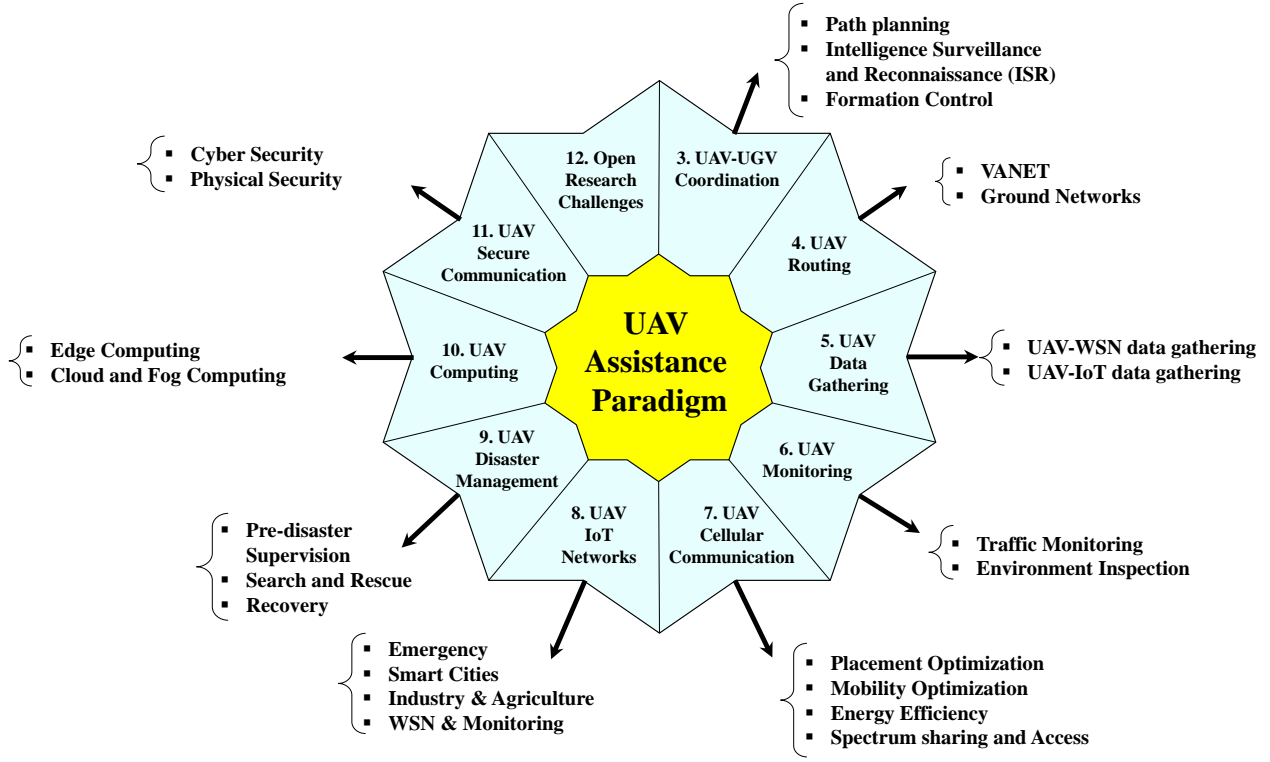 Path planning
Intelligence Surveillance
and Reconnaissance (ISR)
Formation Control
Cyber Security
Physical Security
12. Open
Research
Challenges
3. UAV-UGV
Coordination
VANET
Ground Networks
11. UAV
Secure
Communication
4. UAV
Routing
UAV
Assistance
Paradigm
Edge Computing
Cloud and Fog Computing
10. UAV
Computing
5. UAV
Data
Gathering
UAV-WSN data gathering
UAV-IoT data gathering
9. UAV
Disaster
Management
6. UAV
Monitoring
8. UAV
IoT
Networks
7. UAV
Cellular
Communication
Pre-disaster
Supervision
Search and Rescue
Recovery
Traffic Monitoring
Environment Inspection
Emergency
Smart Cities
Industry & Agriculture
WSN & Monitoring
Placement Optimization
Mobility Optimization
Energy Efficiency
Spectrum sharing and Access